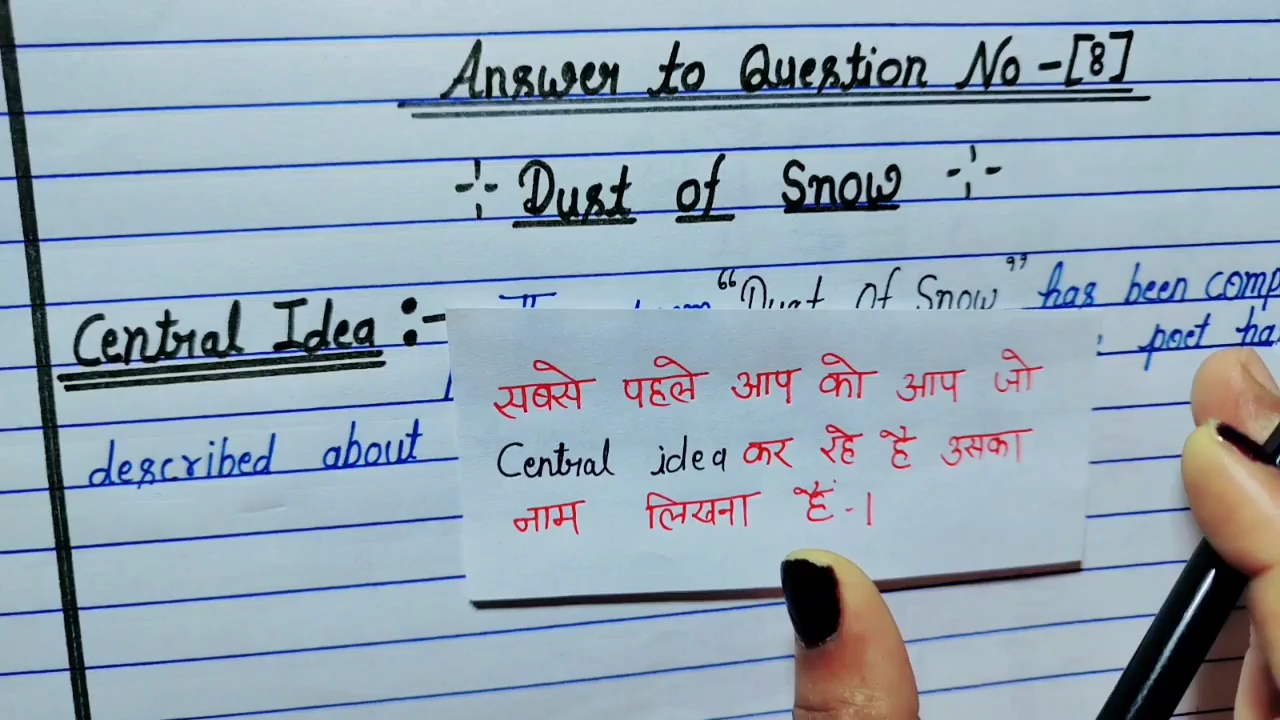 Answer to Question No - [8]
Dust of Snow
Central Idea :- "Dust of Snow" has been comp
poet ha
described about
सबसे पहले आप को आप जो
Central idea कर रहे है उसका
नाम लिखना हैं.।